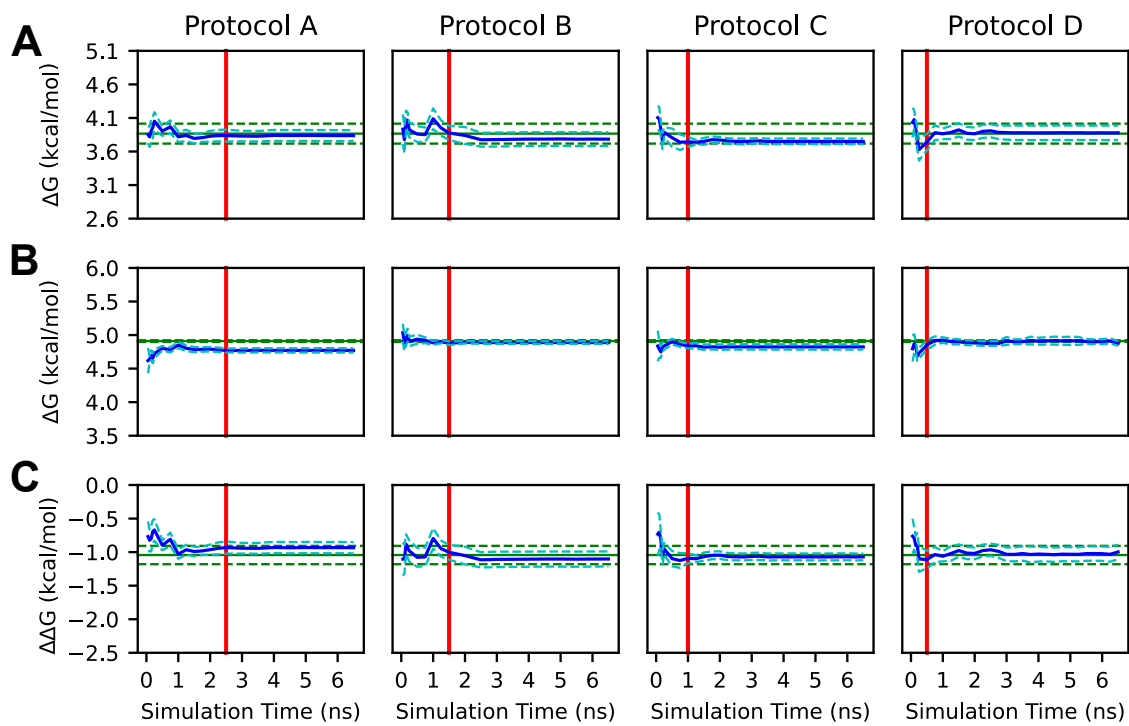 A
Protocol A Protocol B Protocol C Protocol D
ΔG (kcal/mol)
5.1
4.6
4.1
3.6
3.1
2.6
B
ΔG (kcal/mol)
6.0
5.5
5.0
4.5
4.0
3.5
C
ΔΔG (kcal/mol)
0.0
−0.5
−1.0
−1.5
−2.0
−2.5
0 1 2 3 4 5 6 0 1 2 3 4 5 6 0 1 2 3 4 5 6 0 1 2 3 4 5 6
Simulation Time (ns) Simulation Time (ns) Simulation Time (ns) Simulation Time (ns)